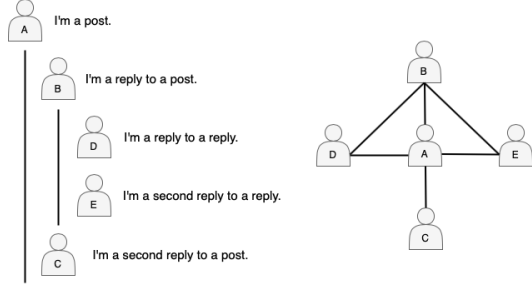 A I'm a post.
B I'm a reply to a post.
D I'm a reply to a reply.
E I'm a second reply to a reply.
C I'm a second reply to a post.
B
D A E
C